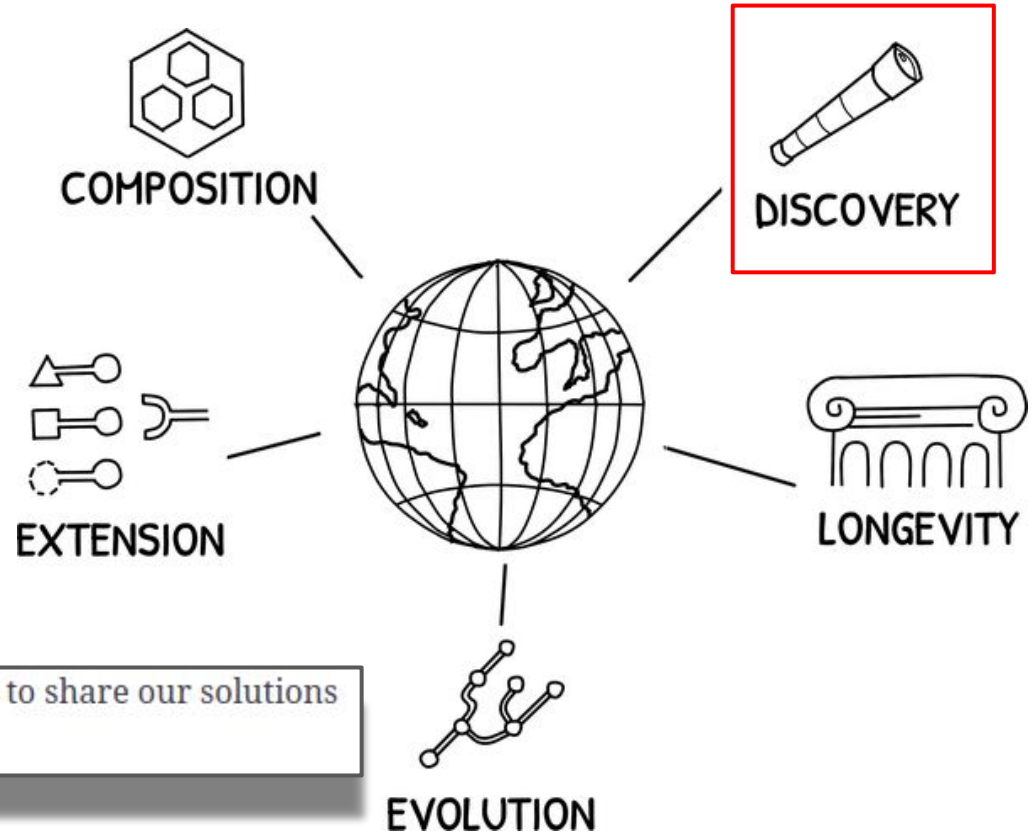 COMPOSITION
DISCOVERY
EXTENSION
LONGEVITY
to share our solutions
EVOLUTION